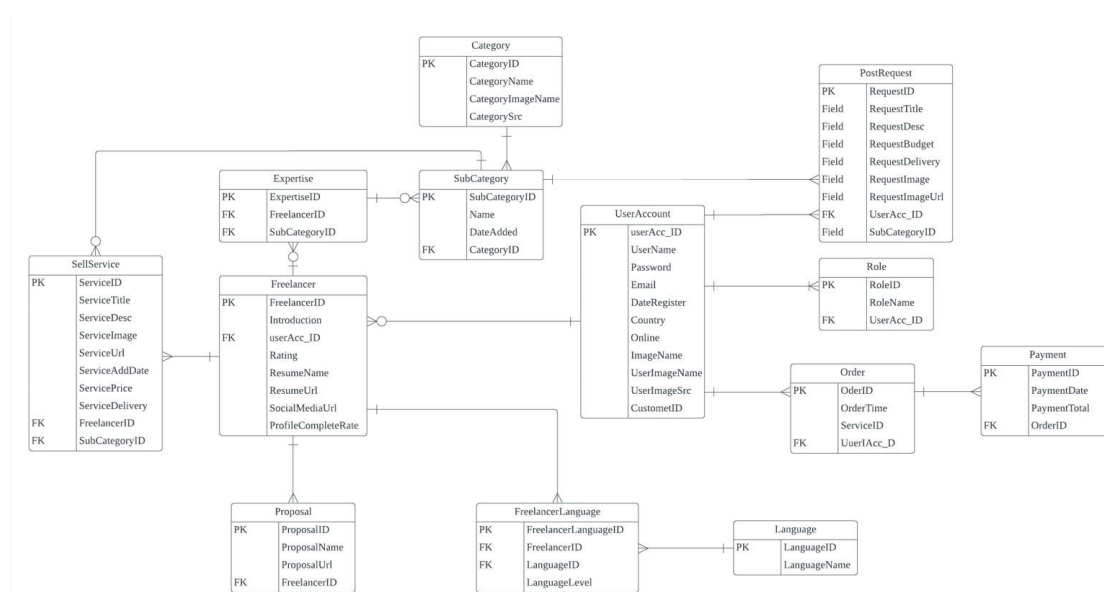 Category
PK CategoryID
CategoryName
CategoryImageName
CategorySrc
PostRequest
PK RequestID
Field RequestTitle
Field RequestDesc
Field RequestBudget
Field RequestDelivery
Field RequestImage
Field RequestImageUrl
FK UserAcc_ID
Field SubCategoryID
Expertise
PK ExpertiseID
FK FreelancerID
FK SubCategoryID
SubCategory
PK SubCategoryID
Name
DateAdded
FK CategoryID
UserAccount
PK userAcc_ID
UserName
Password
Email
DateRegister
Country
Online
ImageName
UserImageName
UserImageSrc
CustometID
SellService
PK ServiceID
ServiceTitle
ServiceDesc
ServiceImage
ServiceUrl
ServiceAddDate
ServicePrice
ServiceDelivery
FK FreelancerID
FK SubCategoryID
Freelancer
PK FreelancerID
Introduction
FK userAcc_ID
Rating
ResumeName
ResumeUrl
SocialMediaUrl
ProfileCompleteRate
Role
PK RoleID
RoleName
FK UserAcc_ID
Order
PK OderID
OrderTime
ServiceID
FK UuerIAcc_D
Payment
PK PaymentID
PaymentDate
PaymentTotal
FK OrderID
Proposal
PK ProposalID
ProposalName
ProposalUrl
FK FreelancerID
FreelancerLanguage
PK FreelancerLanguageID
FK FreelancerID
FK LanguageID
LanguageLevel
Language
PK LanguageID
LanguageName